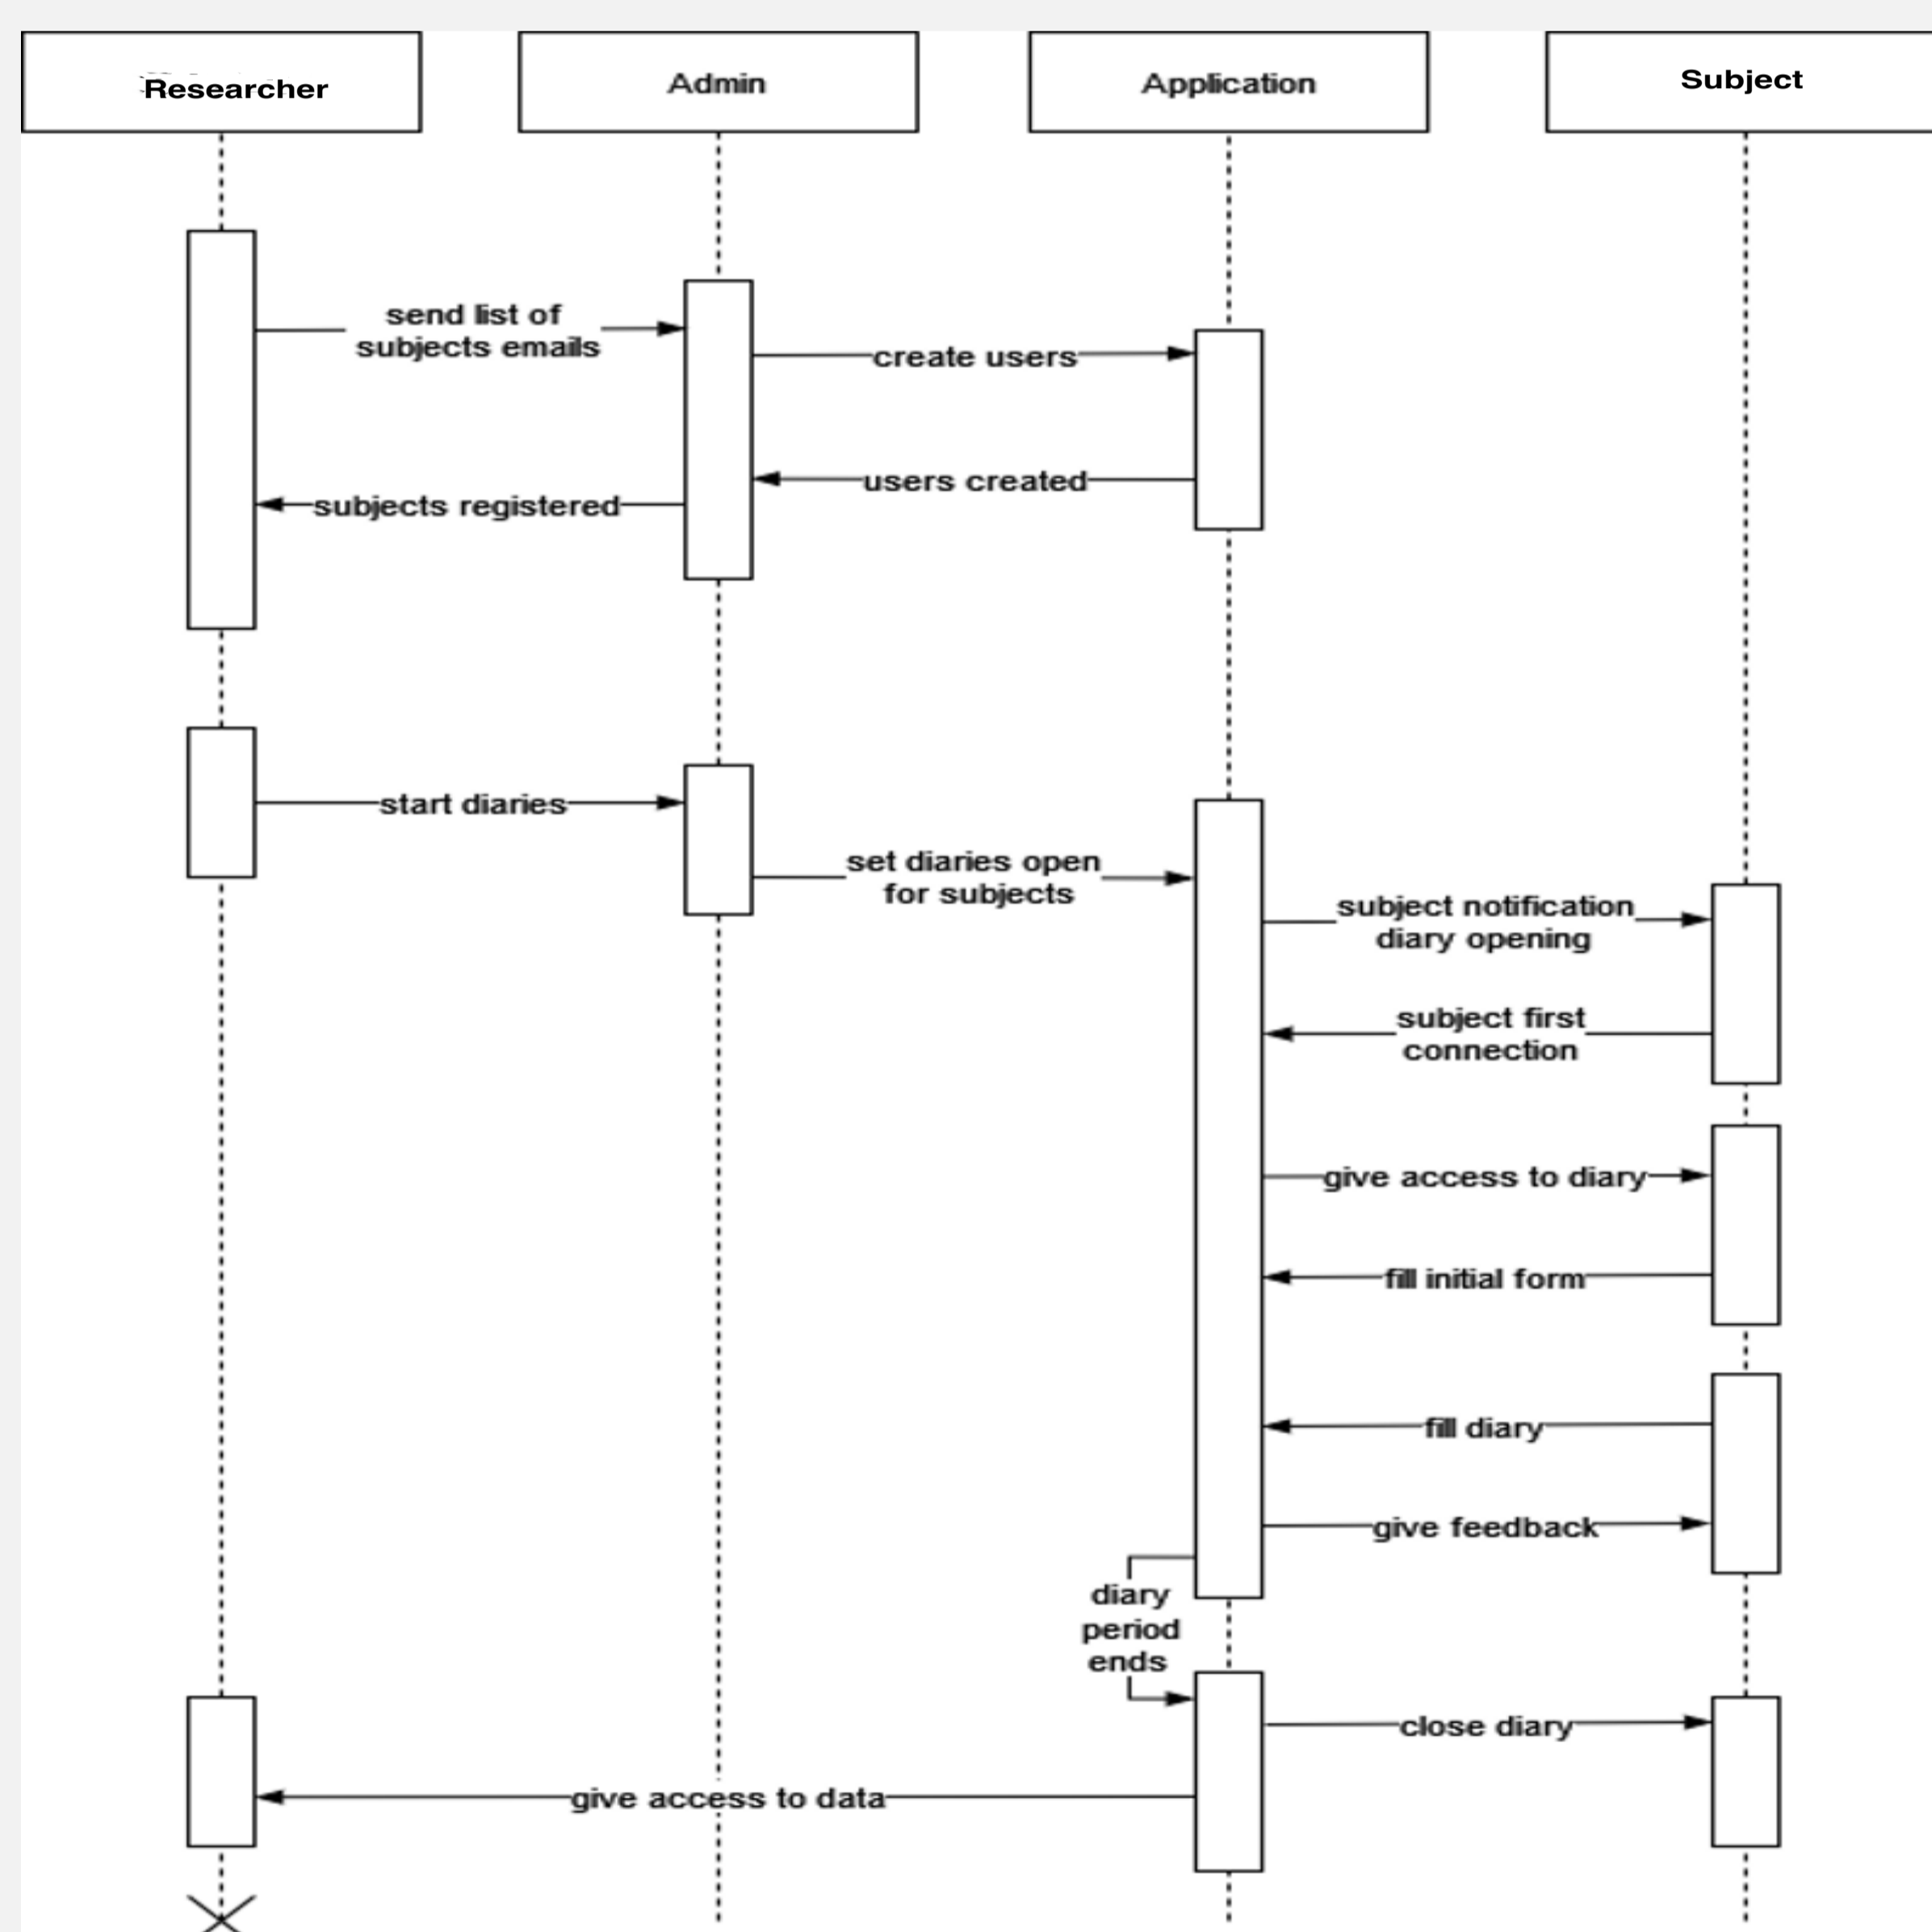 Researcher
Admin
Application
Subject
send list of
subjects emails
create users
users created
subjects registered
start diaries
set diaries open
for subjects
subject notification
diary opening
subject first
connection
give access to diary
fill initial form
fill diary
give feedback
diary
period
ends
close diary
give access to data